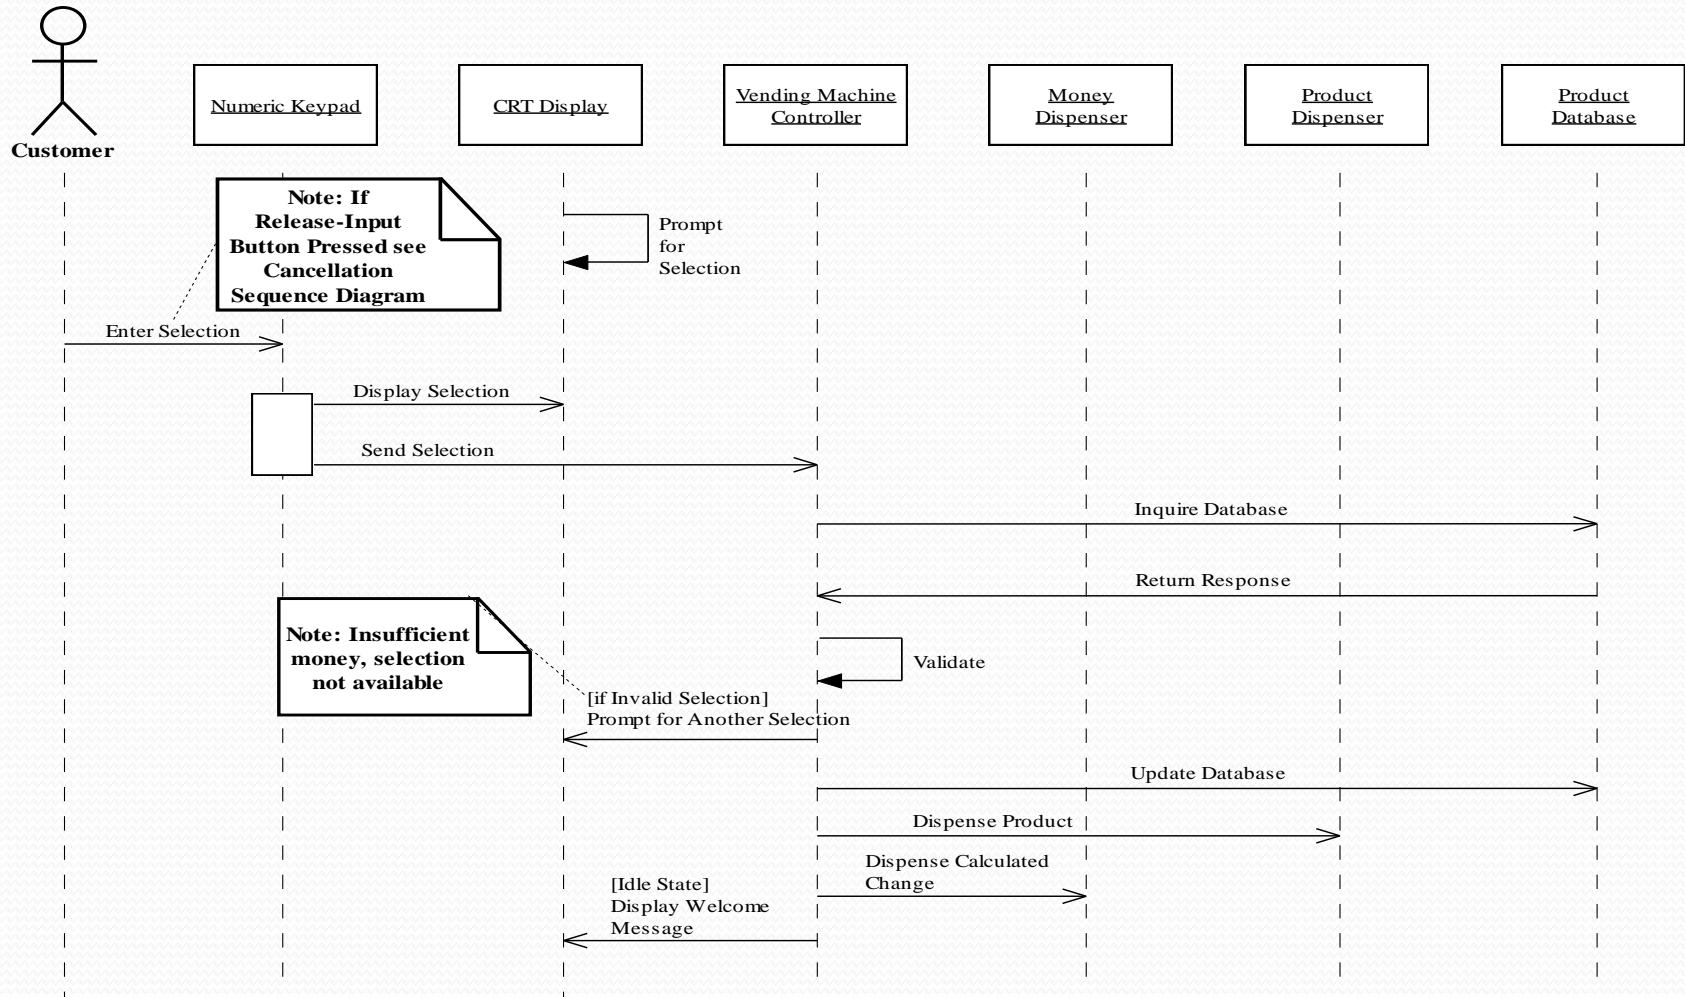 Customer
Numeric Keypad
CRT Display
Vending Machine
Controller
Money
Dispenser
Product
Dispenser
Product
Database
Note: If
Release-Input
Button Pressed see
Cancellation
Sequence Diagram
Prompt
for
Selection
Enter Selection
Display Selection
Send Selection
Inquire Database
Return Response
Note: Insufficient
money, selection
not available
Validate
[if Invalid Selection]
Prompt for Another Selection
Update Database
Dispense Product
Dispense Calculated
Change
[Idle State]
Display Welcome
Message